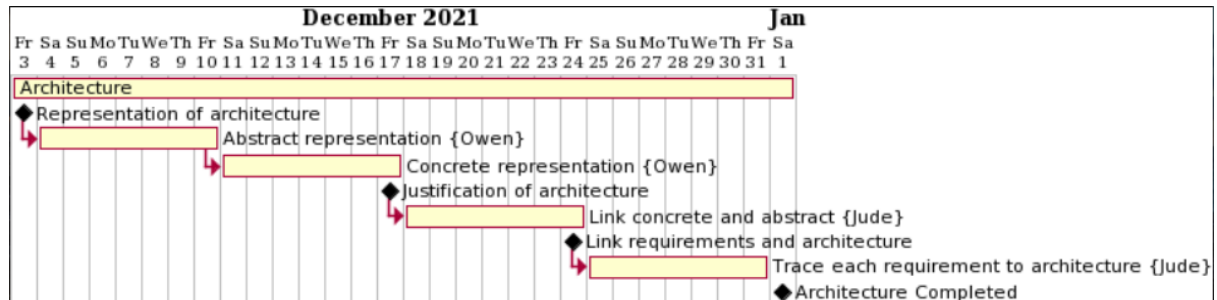 December 2021 Jan
Fr Sa Su Mo Tu We Th Fr Sa Su Mo Tu We Th Fr Sa Su Mo Tu We Th Fr Sa Su Mo Tu We Th Fr Sa
3 4 5 6 7 8 9 10 11 12 13 14 15 16 17 18 19 20 21 22 23 24 25 26 27 28 29 30 31 1
Architecture
Representation of architecture
Abstract representation {Owen}
Concrete representation {Owen}
Justification of architecture
Link concrete and abstract {Jude}
Link requirements and architecture
Trace each requirement to architecture {Jude}
Architecture Completed